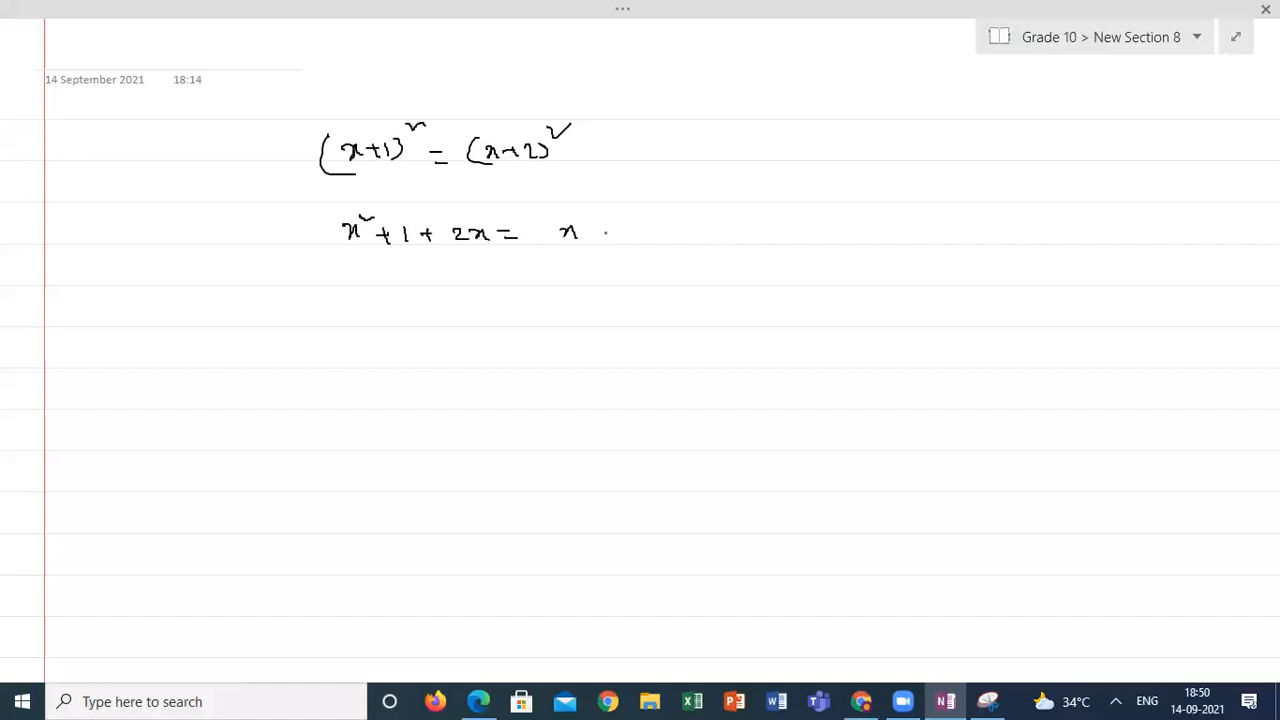 ...
Grade 10 > New Section 8
14 September 2021 18:14
(x+1)² = (x+2)²
x² + 1 + 2x = x
Type here to search
34°C ENG 18:50
14-09-2021